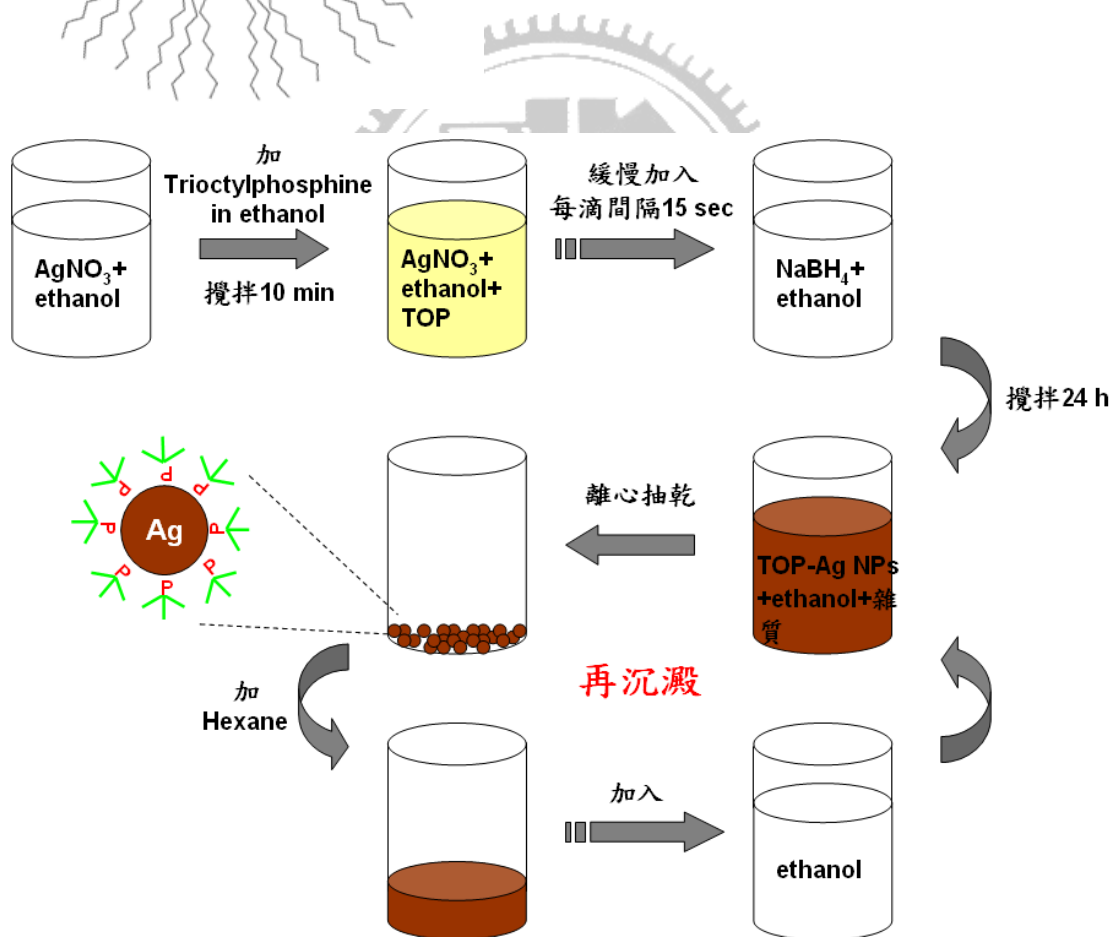 加
Trioctylphosphine
in ethanol
攪拌10 min
AgNO3+
ethanol
AgNO3+
ethanol+
TOP
緩慢加入
每滴間隔15 sec
NaBH4+
ethanol
攪拌24 h
TOP-Ag NPs
+ethanol+雜
質
離心抽乾
Ag
P
P
P
P
P
P
P
P
再沉澱
加
Hexane
加入
ethanol